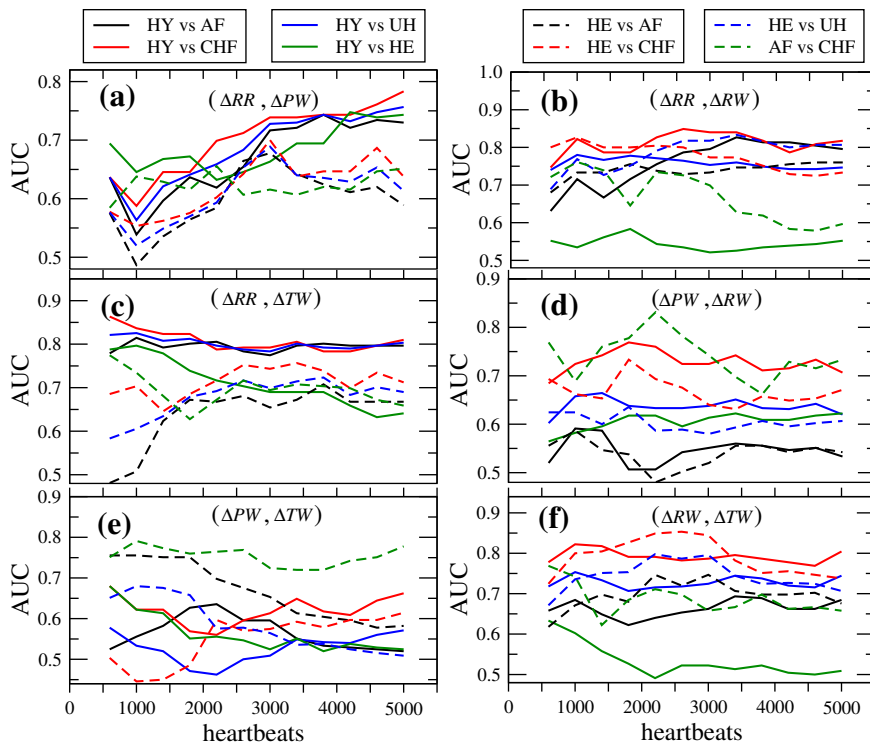 HY vs AF HY vs UH HE vs AF HE vs UH
HY vs CHF HY vs HE HE vs CHF AF vs CHF
(a) (ΔRR , ΔPW)
0.8
0.7
0.6
0.5
AUC
(b) (ΔRR , ΔRW)
1.0
0.9
0.8
0.7
0.6
0.5
AUC
(c) (ΔRR , ΔTW)
0.9
0.8
0.7
0.6
0.5
AUC
(d) (ΔPW , ΔRW)
0.9
0.8
0.7
0.6
0.5
AUC
(e) (ΔPW , ΔTW)
0.9
0.8
0.7
0.6
0.5
AUC
0 1000 2000 3000 4000 5000
heartbeats
(f) (ΔRW , ΔTW)
0.9
0.8
0.7
0.6
0.5
AUC
0 1000 2000 3000 4000 5000
heartbeats